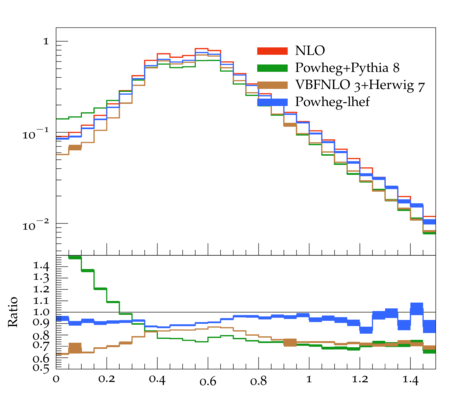 1
NLO
Powheg+Pythia 8
VBFNLO 3+Herwig 7
Powheg-lhef
10⁻¹
10⁻²
1.4
1.3
1.2
1.1
1.0
0.9
0.8
0.7
0.6
0.5
Ratio
0 0.2 0.4 0.6 0.8 1 1.2 1.4